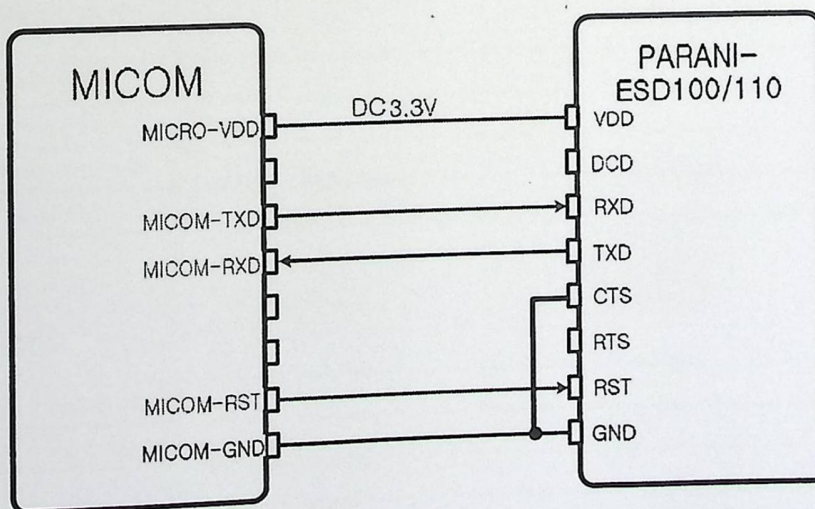 MICOM
MICRO-VDD
MICOM-TXD
MICOM-RXD
MICOM-RST
MICOM-GND
DC3.3V
PARANI-
ESD100/110
VDD
DCD
RXD
TXD
CTS
RTS
RST
GND